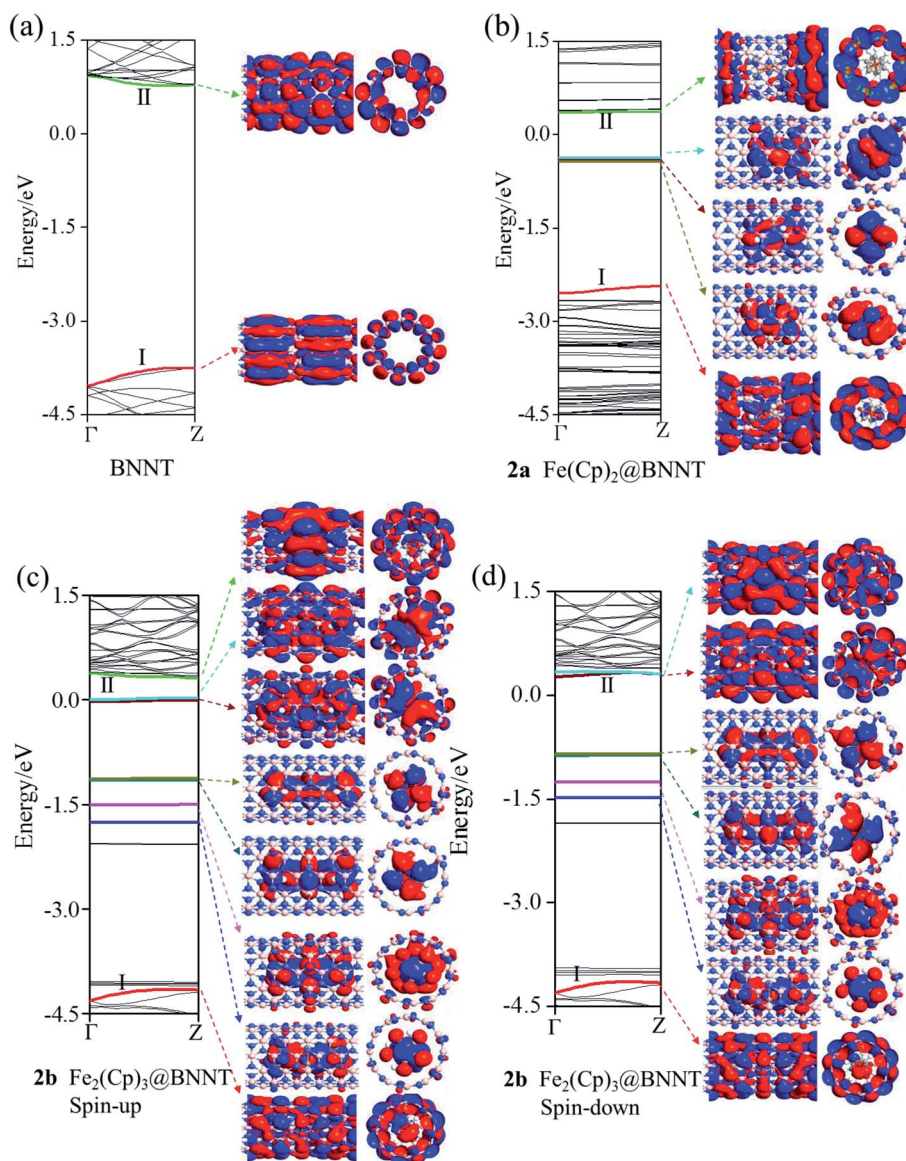 (a)
1.5
0.0
-1.5
-3.0
-4.5
Energy/eV
II
I
Γ
Z
BNNT
(b)
1.5
0.0
-1.5
-3.0
-4.5
Energy/eV
II
I
Γ
Z
2a Fe(Cp)₂@BNNT
(c)
1.5
0.0
-1.5
-3.0
-4.5
Energy/eV
II
I
Γ
Z
2b Fe₂(Cp)₃@BNNT
Spin-up
(d)
1.5
0.0
-1.5
-3.0
-4.5
Energy/eV
II
I
Γ
Z
2b Fe₂(Cp)₃@BNNT
Spin-down